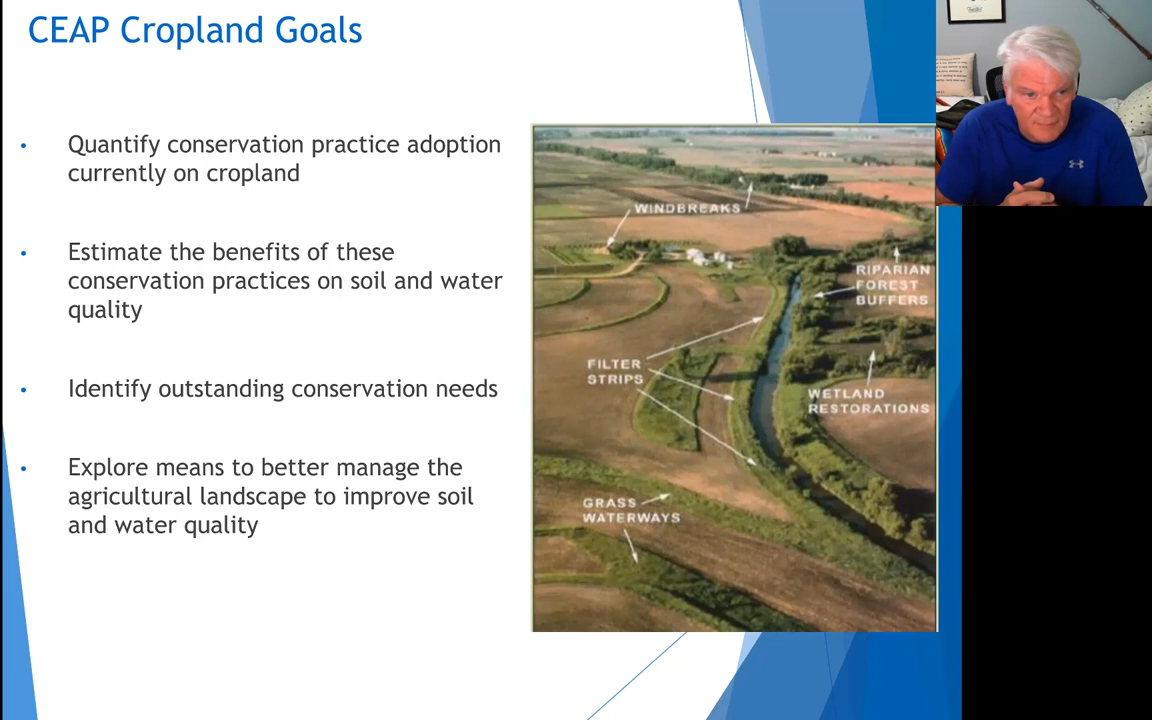 CEAP Cropland Goals
• Quantify conservation practice adoption
currently on cropland
• Estimate the benefits of these
conservation practices on soil and water
quality
• Identify outstanding conservation needs
• Explore means to better manage the
agricultural landscape to improve soil
and water quality
WINDBREAKS
RIPARIAN
FOREST
BUFFERS
FILTER
STRIPS
WETLAND
RESTORATIONS
GRASS
WATERWAYS